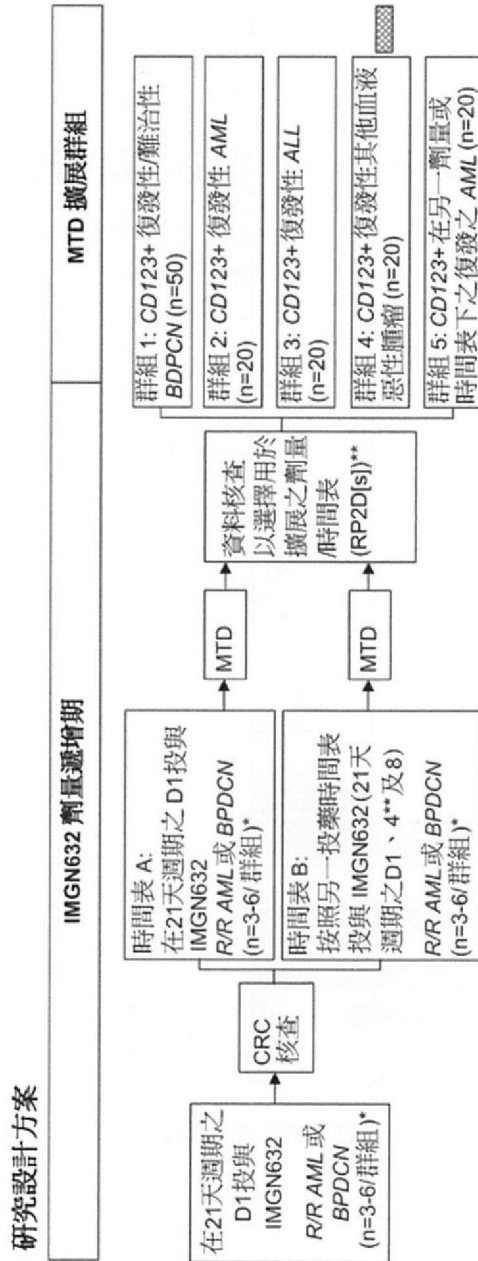 研究設計方案
IMGN632 劑量遞增期
MTD 擴展群組
在21天週期之
D1投與
IMGN632
R/R AML 或
BPDCN
(n=3-6/群組)*
CRC
核查
時間表 A:
在21天週期之 D1投與
IMGN632
R/R AML 或 BPDCN
(n=3-6/群組)*
時間表 B:
按照另一投藥時間表
投與 IMGN632 (21天
週期之D1、4**及8)
R/R AML 或 BPDCN
(n=3-6/群組)*
MTD
MTD
資料核查
以選擇用於
擴展之劑量
/時間表
(RP2D[s])**
群組 1: CD123+ 復發性/難治性
BDPCN (n=50)
群組 2: CD123+ 復發性 AML
(n=20)
群組 3: CD123+ 復發性 ALL
(n=20)
群組 4: CD123+ 復發性其他血液
惡性腫瘤 (n=20)
群組 5: CD123+ 在另一劑量或
時間表下之復發之 AML (n=20)